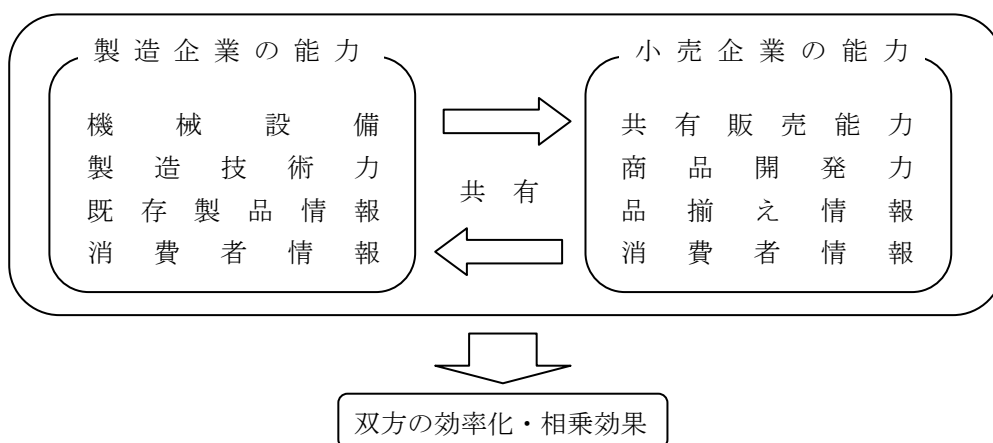 製造企業の能力
機械設備
製造技術力
既存製品情報
消費者情報
共有
小売企業の能力
共有販売能力
商品開発力
品揃え情報
消費者情報
双方の効率化・相乗効果